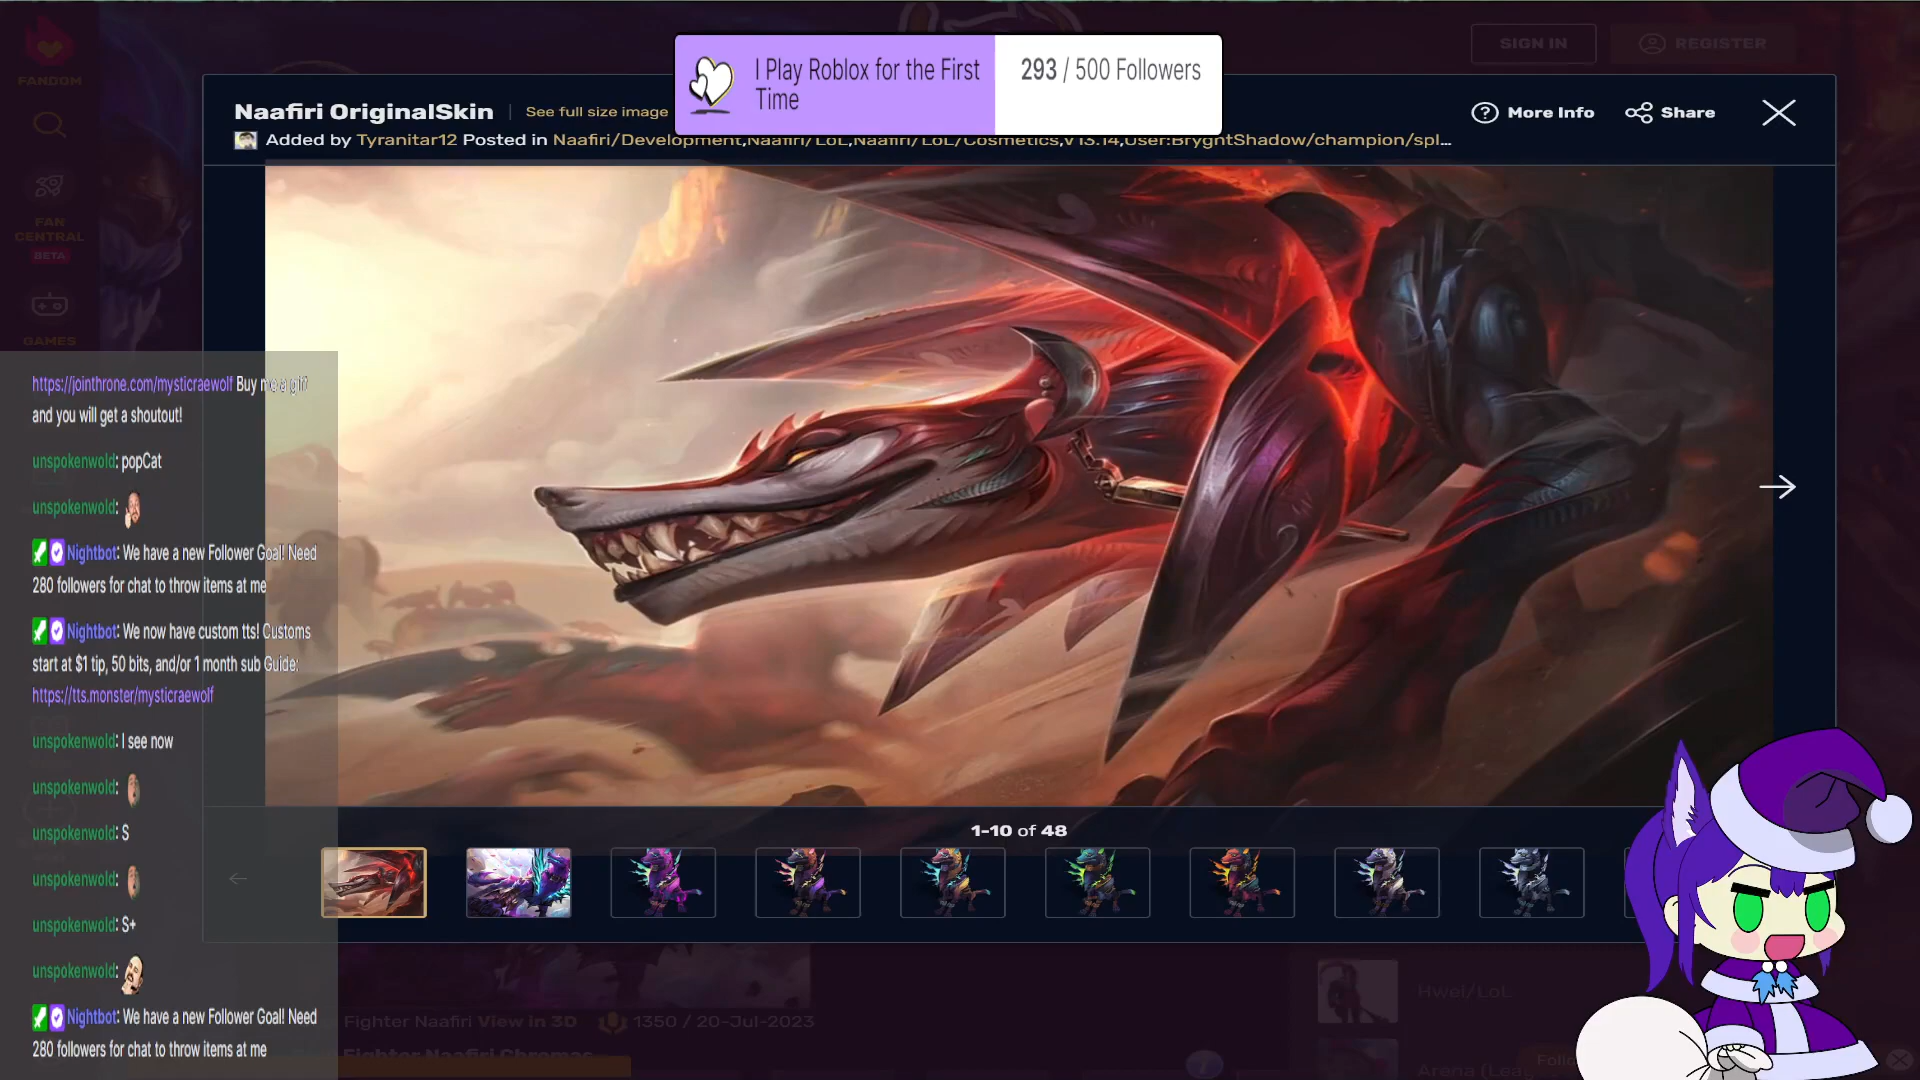 FANDOM
FAN
CENTRAL
BETA
GAMES
SIGN IN
REGISTER
I Play Roblox for the First
Time
293 / 500 Followers
Naafiri OriginalSkin
See full size image
More Info
Share
Added by Tyranitar12 Posted in Naafiri/Development,Naafiri/LoL,Naafiri/LoL/Cosmetics,V13.14,User:BryghtShadow/champion/spl...
https://jointhrone.com/mysticraewolf Buy me a gift
and you will get a shoutout!
unspokenwold: popCat
unspokenwold:
Nightbot: We have a new Follower Goal! Need
280 followers for chat to throw items at me
Nightbot: We now have custom tts! Customs
start at $1 tip, 50 bits, and/or 1 month sub Guide:
https://tts.monster/mysticraewolf
unspokenwold: I see now
unspokenwold:
unspokenwold: S
unspokenwold:
unspokenwold: S+
unspokenwold:
Nightbot: We have a new Follower Goal! Need
280 followers for chat to throw items at me
1-10 of 48
Fighter Naafiri View in 3D
1350 / 20-Jul-2023
Fighter Naafiri Chromas
Hwei/LoL